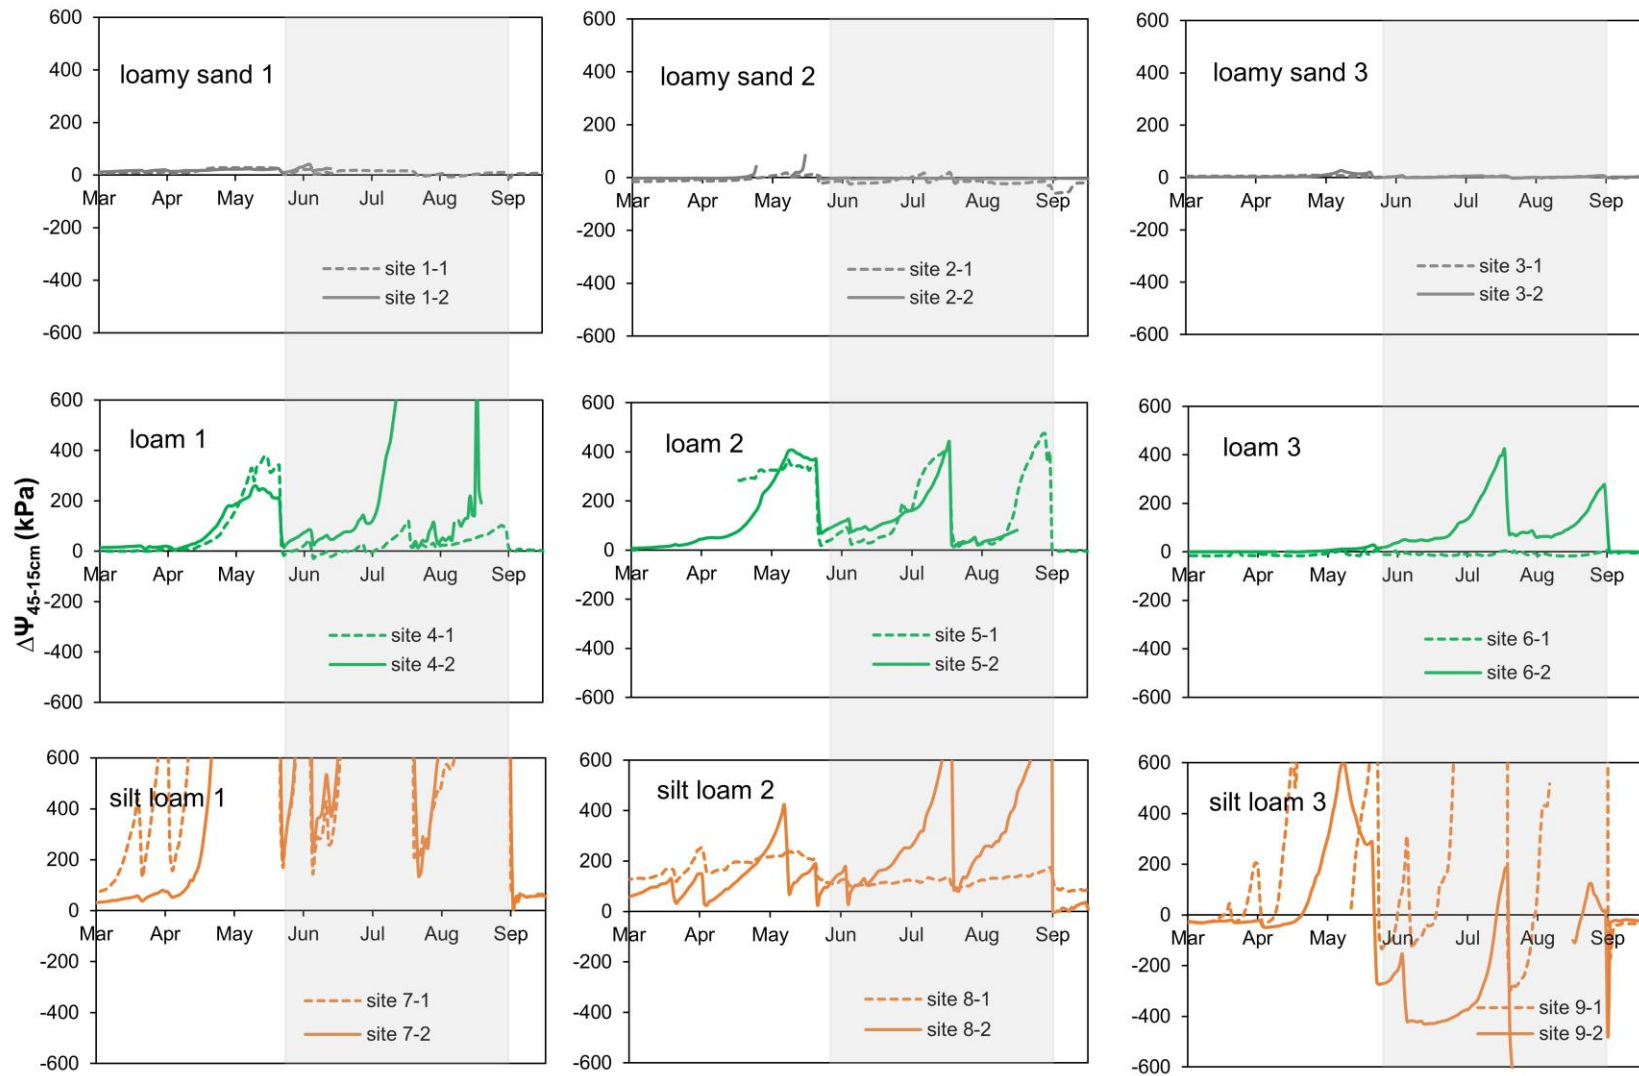 600
400
200
0
-200
-400
-600
loamy sand 1
Mar Apr May Jun Jul Aug Sep
site 1-1
site 1-2
600
400
200
0
-200
-400
-600
loamy sand 2
Mar Apr May Jun Jul Aug Sep
site 2-1
site 2-2
600
400
200
0
-200
-400
-600
loamy sand 3
Mar Apr May Jun Jul Aug Sep
site 3-1
site 3-2
ΔΨ45-15cm (kPa)
600
400
200
0
-200
-400
-600
loam 1
Mar Apr May Jun Jul Aug Sep
site 4-1
site 4-2
600
400
200
0
-200
-400
-600
loam 2
Mar Apr May Jun Jul Aug Sep
site 5-1
site 5-2
600
400
200
0
-200
-400
-600
loam 3
Mar Apr May Jun Jul Aug Sep
site 6-1
site 6-2
600
400
200
0
-200
-400
-600
silt loam 1
Mar Apr May Jun Jul Aug Sep
site 7-1
site 7-2
600
400
200
0
-200
-400
-600
silt loam 2
Mar Apr May Jun Jul Aug Sep
site 8-1
site 8-2
600
400
200
0
-200
-400
-600
silt loam 3
Mar Apr May Jun Jul Aug Sep
site 9-1
site 9-2